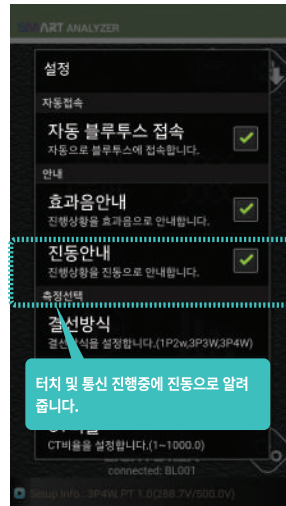 SMART ANALYZER
설정
자동접속
자동 블루투스 접속
자동으로 블루투스에 접속합니다.
안내
효과음안내
진행상황을 효과음으로 안내합니다.
진동안내
진행상황을 진동으로 안내합니다.
측정선택
결선방식
결선방식을 설정합니다.(1P2w,3P3W,3P4W)
터치 및 통신 진행중에 진동으로 알려
줍니다.
CT비율을 설정합니다.(1~1000.0)
connected: BL001
Setup Info.: 3P4W, PT 1.0(288.7V/500.0V)